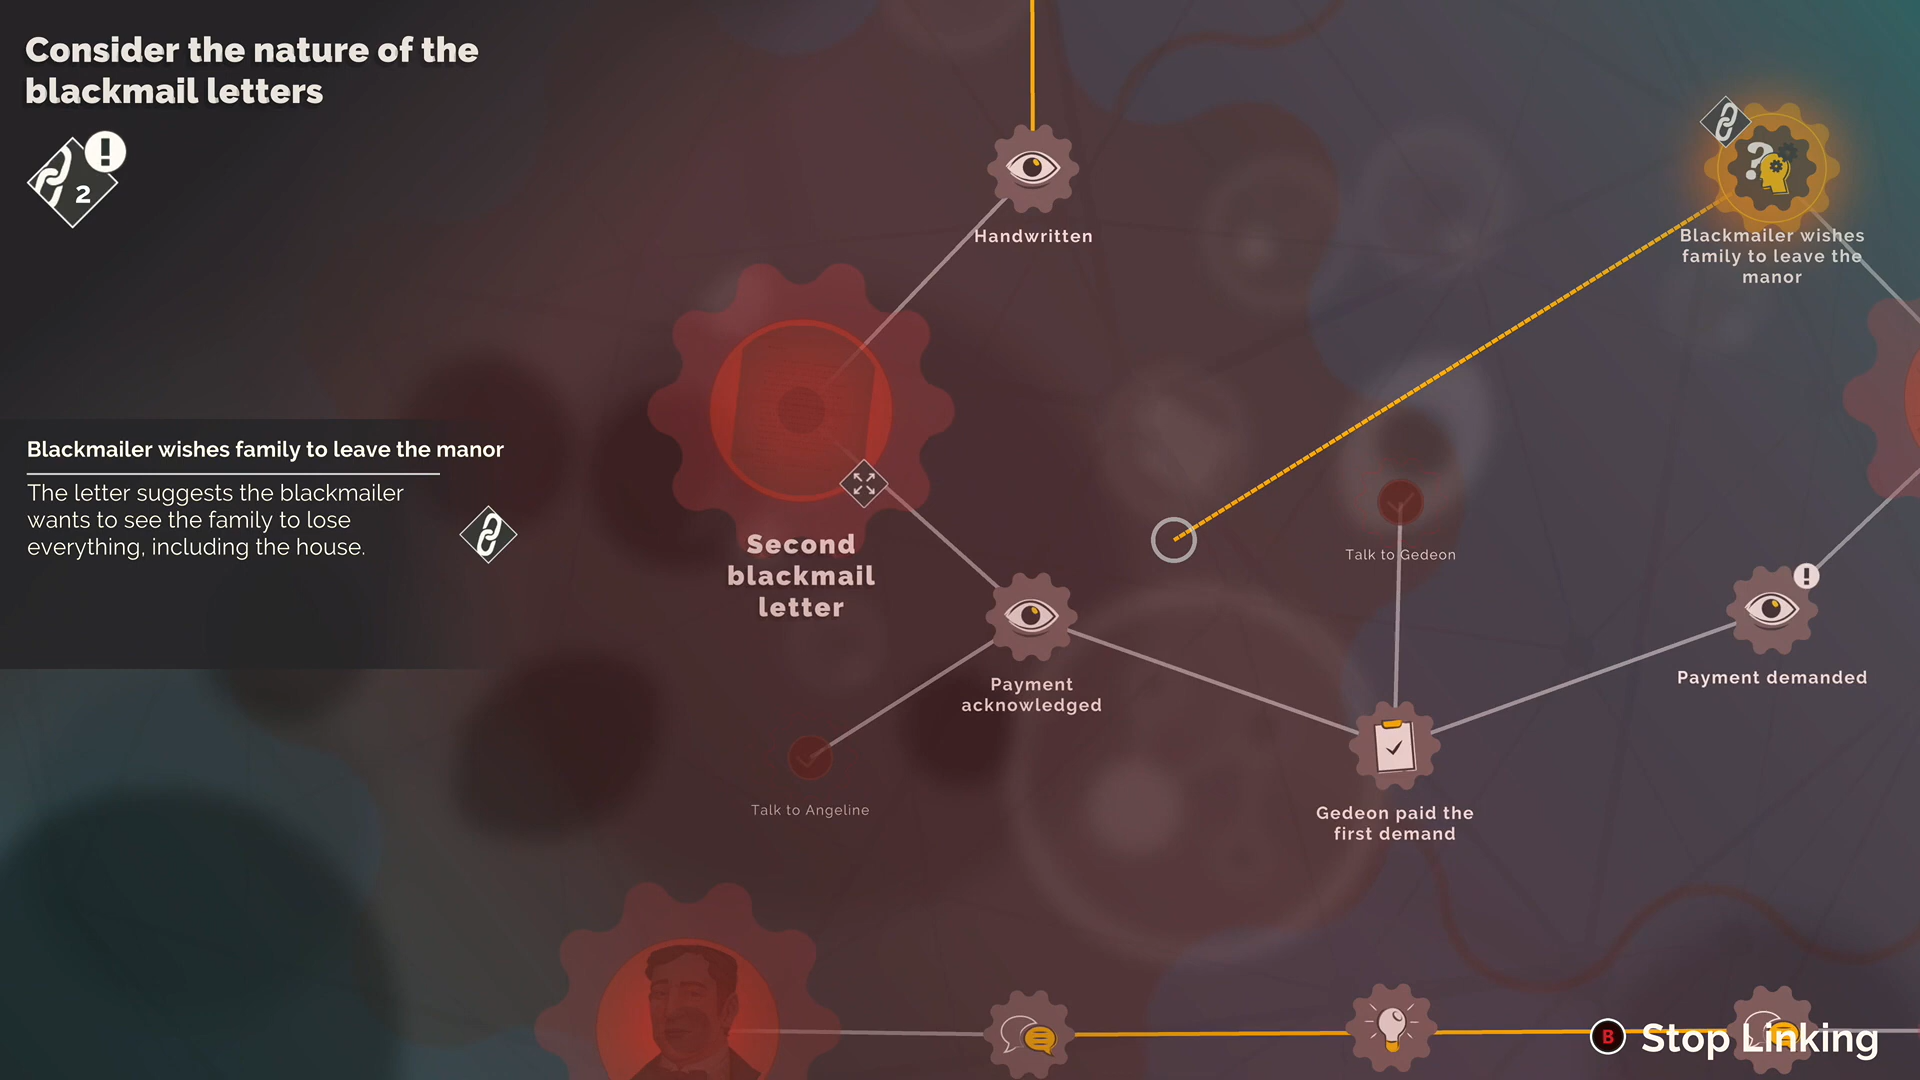 Consider the nature of the
blackmail letters
2
Handwritten
Blackmailer wishes
family to leave the
manor
Blackmailer wishes family to leave the manor
The letter suggests the blackmailer
wants to see the family to lose
everything, including the house.
Second
blackmail
letter
Talk to Gedeon
Payment
acknowledged
Payment demanded
Talk to Angeline
Gedeon paid the
first demand
B Stop Linking